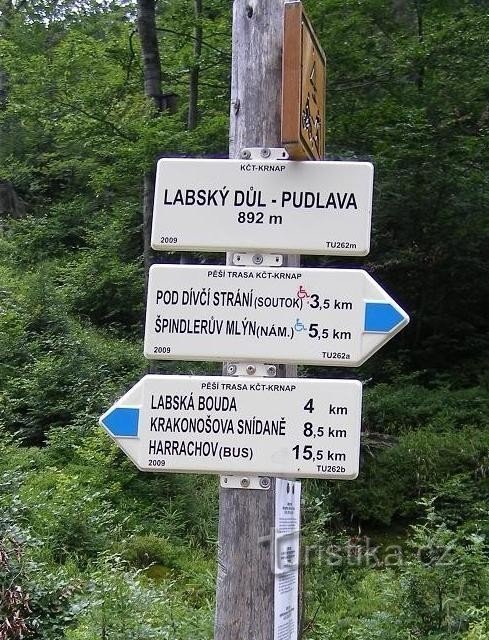 KČT-KRNAP
LABSKÝ DŮL - PUDLAVA
892 m
2009 TU262m
PĚŠÍ TRASA KČT-KRNAP
POD DÍVČÍ STRÁNÍ (SOUTOK) 3,5 km
ŠPINDLERŮV MLÝN (NÁM.) 5,5 km
2009 TU262a
PĚŠÍ TRASA KČT-KRNAP
LABSKÁ BOUDA 4 km
KRAKONOŠOVA SNÍDANĚ 8,5 km
HARRACHOV (BUS) 15,5 km
2009 TU262b
Turistika.cz